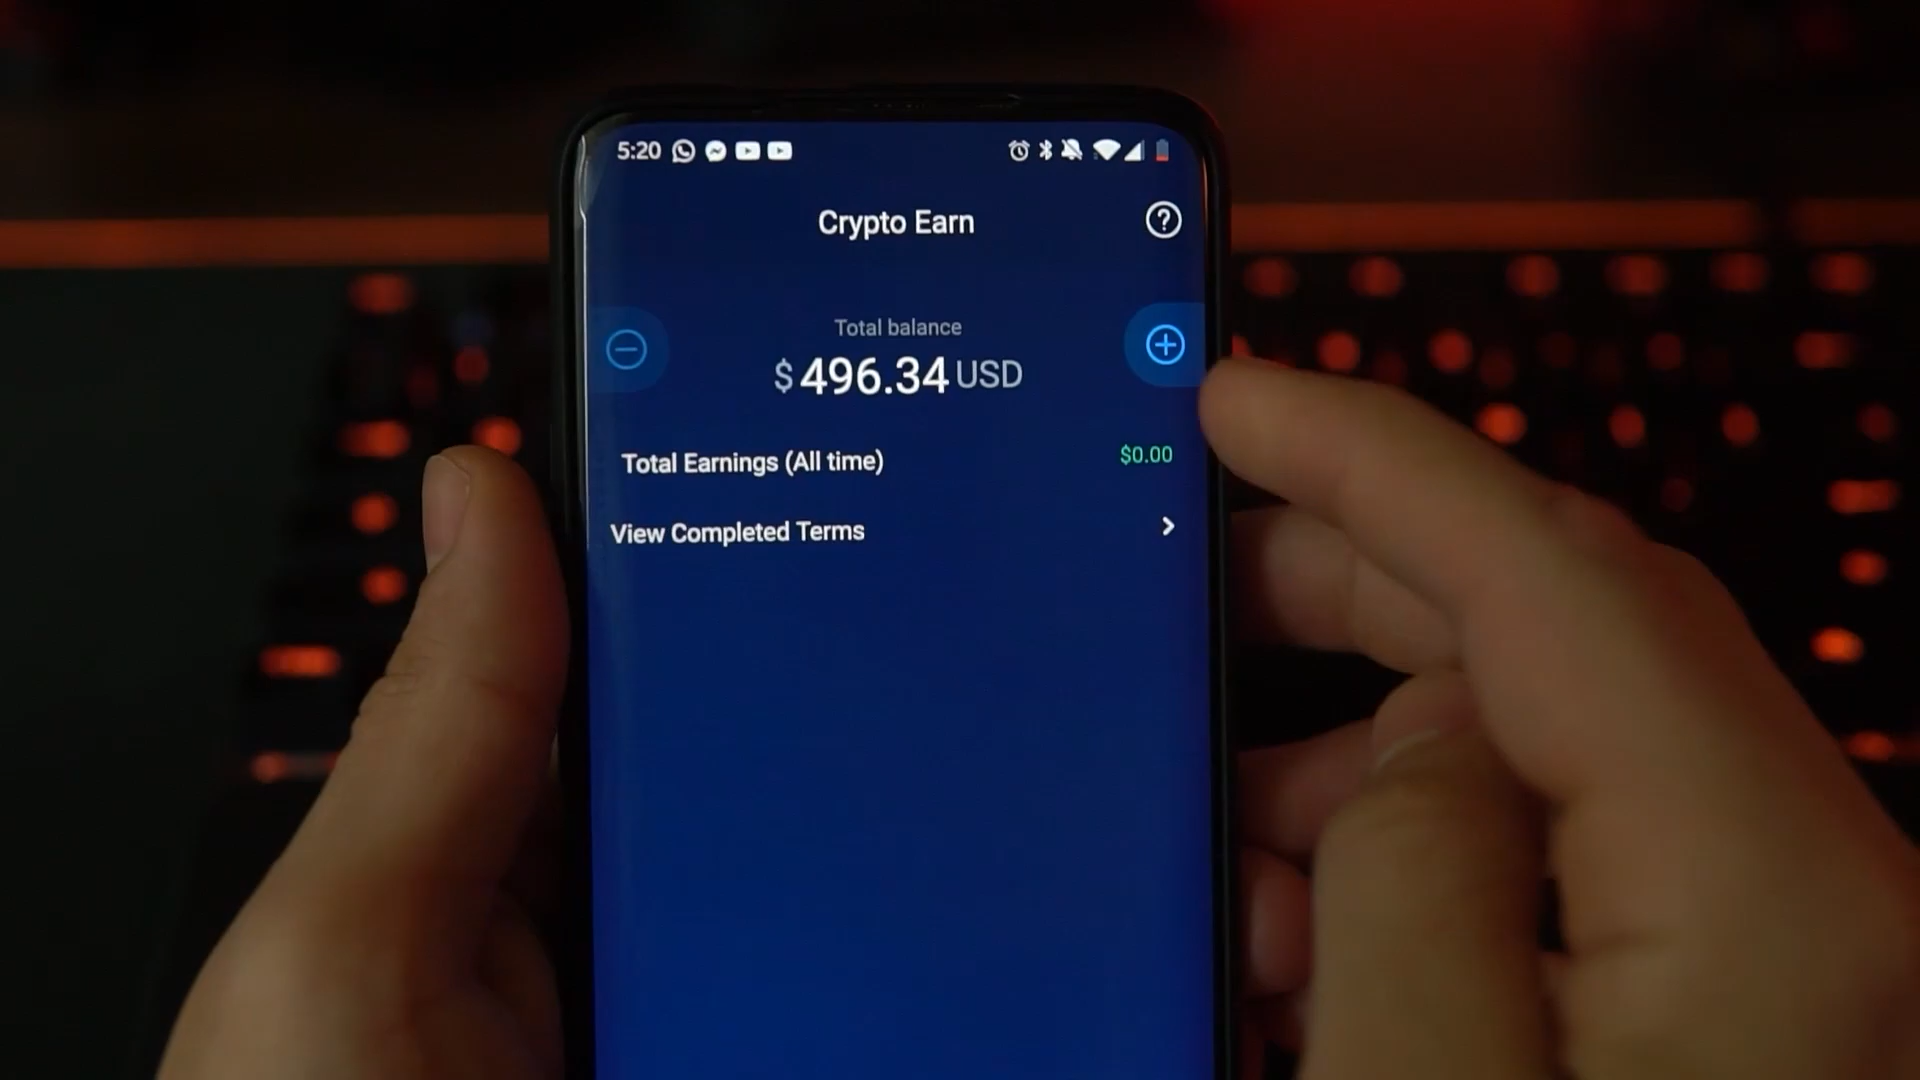 5:20
Crypto Earn
Total balance
$496.34 USD
Total Earnings (All time) $0.00
View Completed Terms